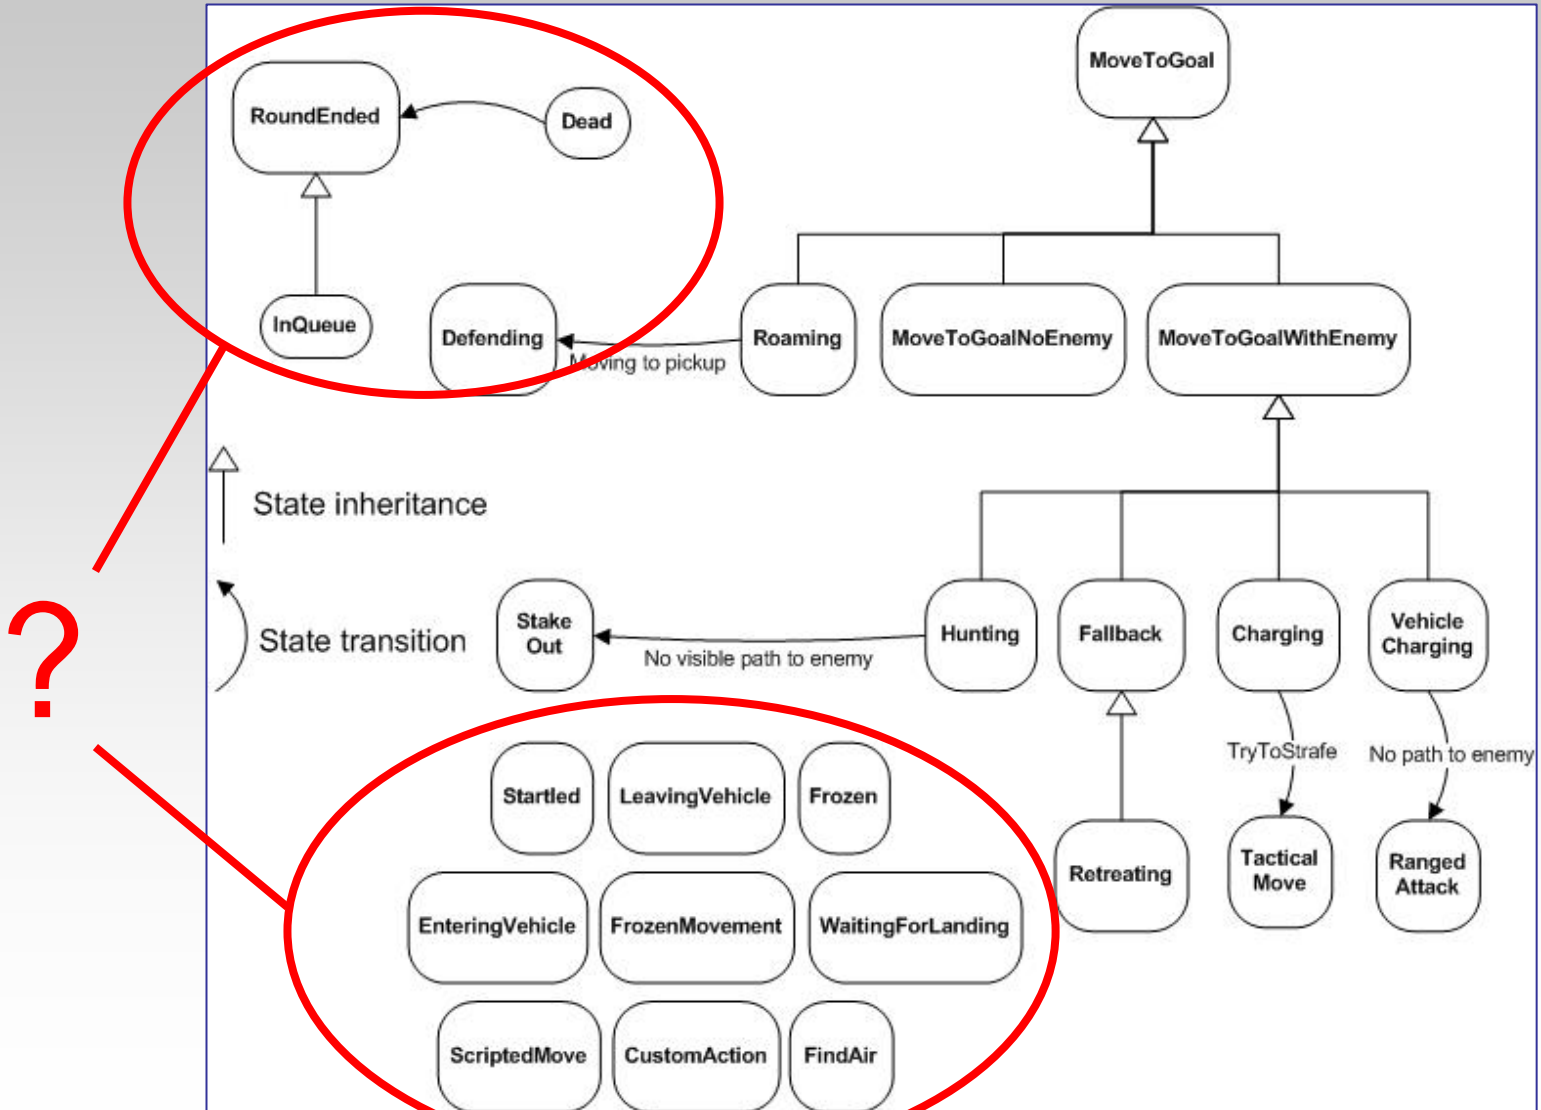 MoveToGoal
RoundEnded
Dead
InQueue
Defending
Moving to pickup
Roaming
MoveToGoalNoEnemy
MoveToGoalWithEnemy
State inheritance
?
State transition
Stake
Out
No visible path to enemy
Hunting
Fallback
Charging
Vehicle
Charging
TryToStrafe
No path to enemy
Startled
LeavingVehicle
Frozen
Retreating
Tactical
Move
Ranged
Attack
EnteringVehicle
FrozenMovement
WaitingForLanding
ScriptedMove
CustomAction
FindAir